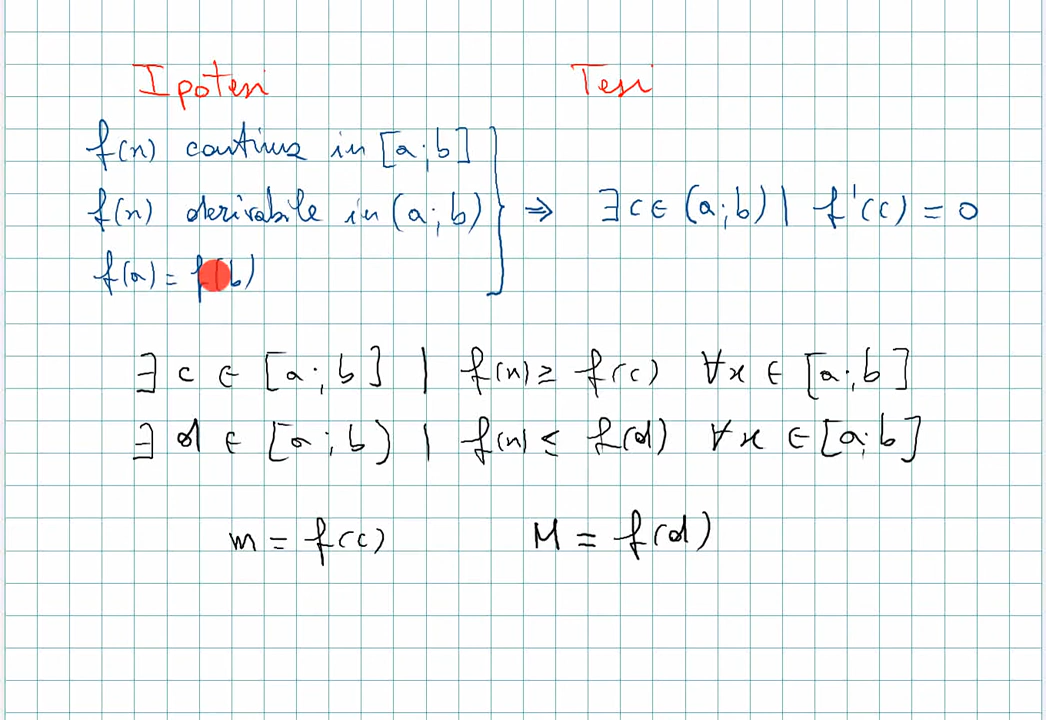 Ipotesi Tesi
f(x) continua in [a;b]
f(x) derivabile in (a;b) ⇒ ∃ c ∈ (a;b) | f'(c) = 0
f(a) = f(b)
∃ c ∈ [a;b] | f(x) ≥ f(c) ∀x ∈ [a;b]
∃ d ∈ [a;b) | f(x) ≤ f(d) ∀x ∈ [a;b]
m = f(c) M = f(d)